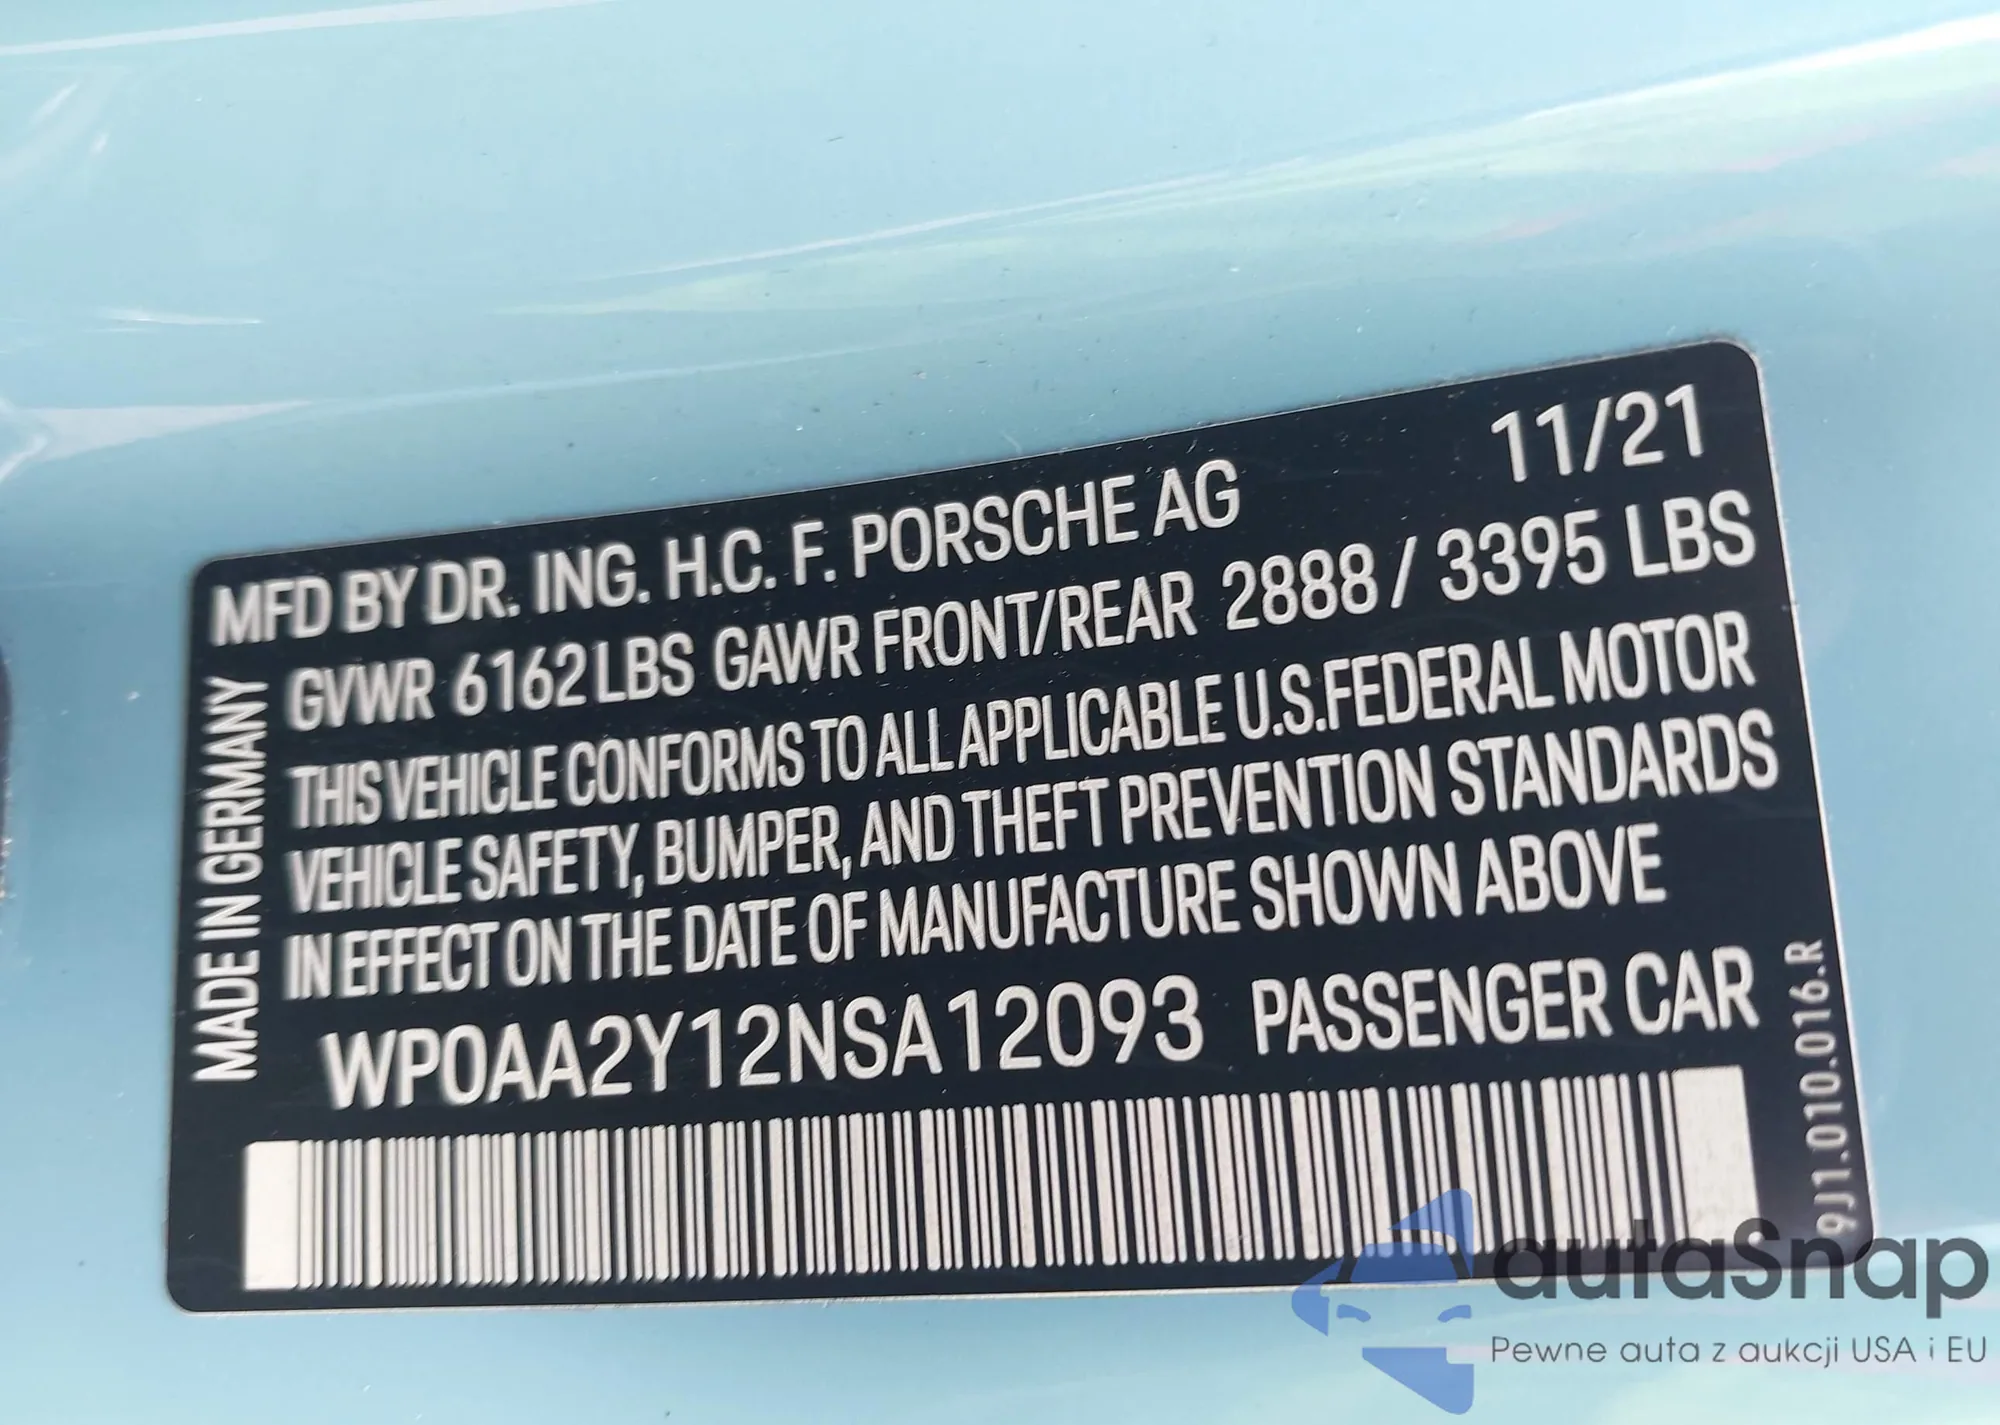 11/21
MFD BY DR. ING. H.C. F. PORSCHE AG
GVWR 6162LBS GAWR FRONT/REAR 2888 / 3395 LBS
THIS VEHICLE CONFORMS TO ALL APPLICABLE U.S.FEDERAL MOTOR
VEHICLE SAFETY, BUMPER, AND THEFT PREVENTION STANDARDS
IN EFFECT ON THE DATE OF MANUFACTURE SHOWN ABOVE
WP0AA2Y12NSA12093 PASSENGER CAR
MADE IN GERMANY
9J1.010.016.R
autaSnap
Pewne auta z aukcji USA i EU